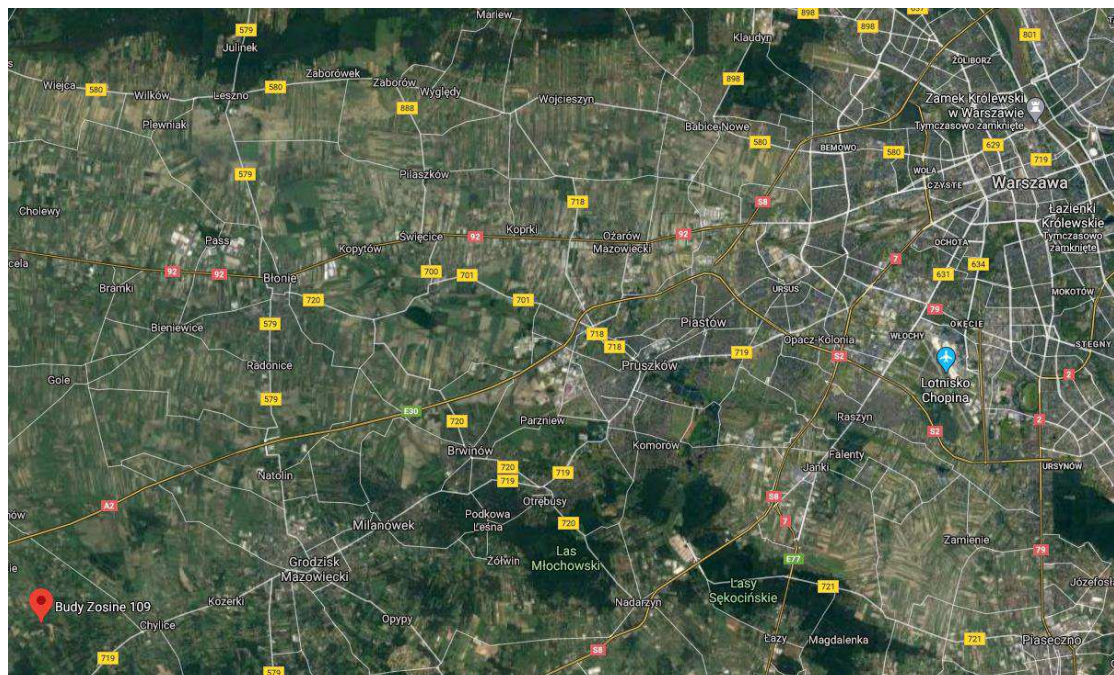 Mariew
898
637
579
Julinek
Klaudyn
898
801
ŻOLIBORZ
Zaborówek
Zaborów
Wiejca
580
580
Wilków
Leszno
Wyględy
898
Wojcieszyn
Zamek Królewski
w Warszawie
Tymczasowo zamknięte
888
Plewniak
Babice Nowe
580
BEMOWO
580
629
719
WOLA
CZYSTE
Warszawa
579
Pilaszków
718
S8
Cholewy
Łazienki
Królewskie
Tymczasowo
zamknięte
Pass
Kopytów
Święcice
92
Koprki
Ożarów
Mazowiecki
92
OCHOTA
cela
92
92
Błonie
7
634
631
Bramki
700
701
URSUS
MOKOTÓW
720
701
79
Bieniewice
579
718
718
Piastów
OKĘCIE
WŁOCHY
Opacz-Kolonia
STEGNY
719
S2
Radonice
Pruszków
Lotnisko
Chopina
2
Gole
579
E30
720
Parzniew
Raszyn
2
S2
Brwinów
Komorów
Falenty
Janki
URSYNÓW
Natolin
720
719
719
A2
Otrębusy
S8
nów
Milanówek
Podkowa
Leśna
720
7
Zamienie
79
Żółwin
Las
Młochowski
E77
kie
Grodzisk
Mazowiecki
Lasy
Sękocińskie
721
Józefosła
Budy Zosine 109
Kozerki
Nadarzyn
Chylice
Opypy
Łazy
Magdalenka
721
Piaseczno
719
S8
579